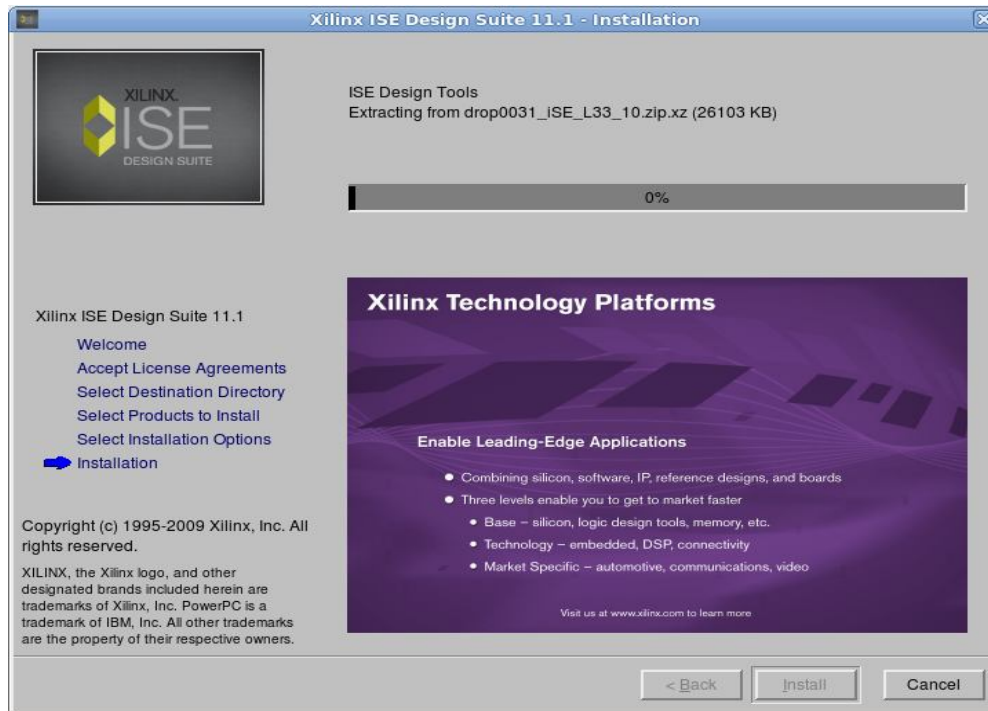 Xilinx ISE Design Suite 11.1 - Installation
XILINX.
ISE
DESIGN SUITE
ISE Design Tools
Extracting from drop0031_iSE_L33_10.zip.xz (26103 KB)
0%
Xilinx ISE Design Suite 11.1
Welcome
Accept License Agreements
Select Destination Directory
Select Products to Install
Select Installation Options
Installation
Copyright (c) 1995-2009 Xilinx, Inc. All
rights reserved.
XILINX, the Xilinx logo, and other
designated brands included herein are
trademarks of Xilinx, Inc. PowerPC is a
trademark of IBM, Inc. All other trademarks
are the property of their respective owners.
Xilinx Technology Platforms
Enable Leading-Edge Applications
● Combining silicon, software, IP, reference designs, and boards
● Three levels enable you to get to market faster
● Base – silicon, logic design tools, memory, etc.
● Technology – embedded, DSP, connectivity
● Market Specific – automotive, communications, video
Visit us at www.xilinx.com to learn more
< Back
Install
Cancel